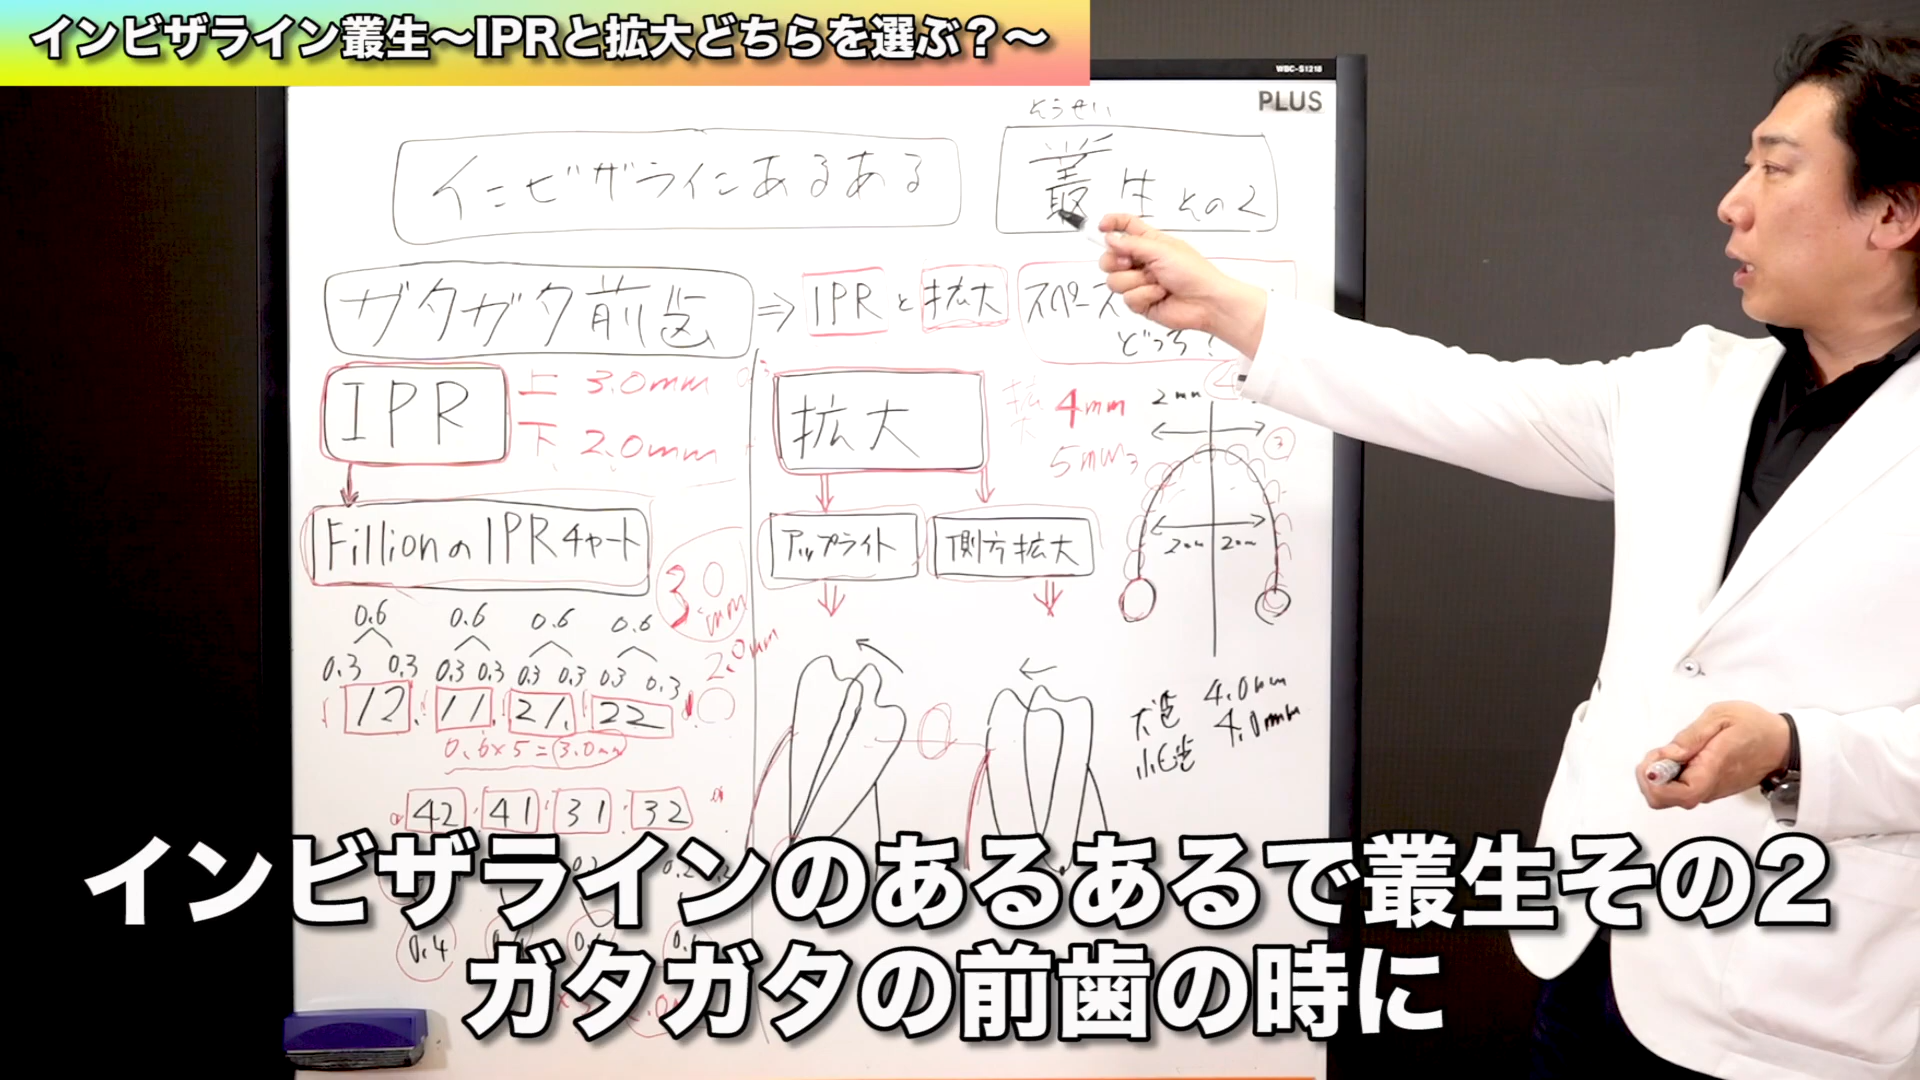 インビザライン叢生〜IPRと拡大どちらを選ぶ？〜
WBC-S1218
PLUS
そうせい
インビザラインあるある
叢生その2
ガタガタ前歯 ⇒ IPRと拡大 スペース
どっち？
IPR
上 3.0mm
下 2.0mm
拡大
4mm
5mm
2mm
FillionのIPRチャート
アップライト
側方拡大
2mm 2mm
3.0mm
2.0mm
0.6 0.6 0.6 0.6
0.3 0.3 0.3 0.3 0.3 0.3 0.3 0.3
12 11 21 22
0.6×5=3.0mm
大臼歯 4.0mm
小臼歯 4.0mm
42 41 31 32
0.4
インビザラインのあるあるで叢生その2
ガタガタの前歯の時に